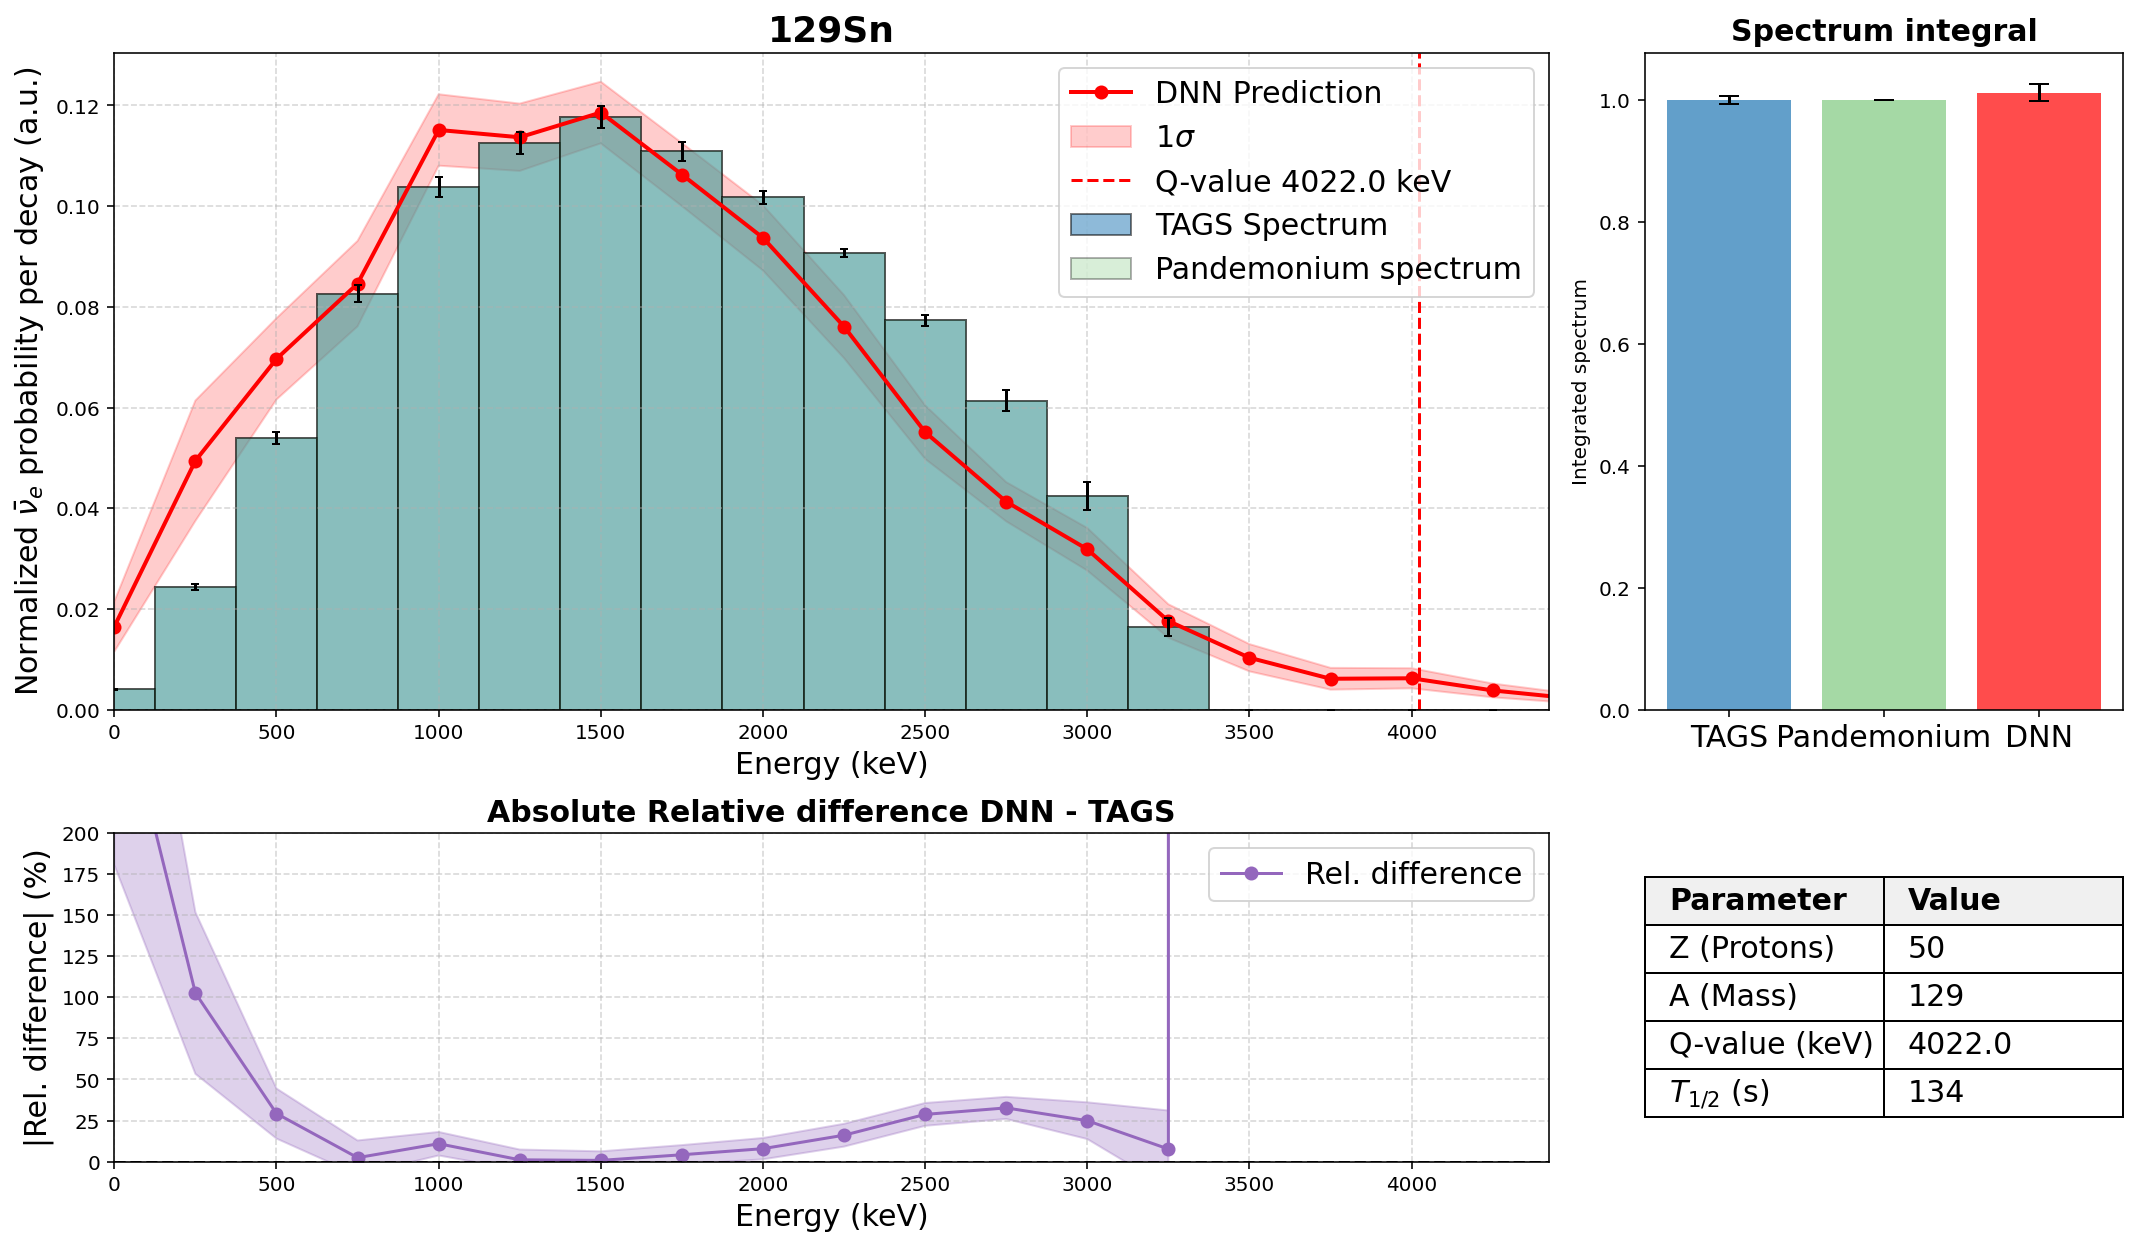 129Sn
Normalized ν̄e probability per decay (a.u.)
0.12
0.10
0.08
0.06
0.04
0.02
0.00
DNN Prediction
1σ
Q-value 4022.0 keV
TAGS Spectrum
Pandemonium spectrum
0 500 1000 1500 2000 2500 3000 3500 4000
Energy (keV)
Spectrum integral
Integrated spectrum
1.0
0.8
0.6
0.4
0.2
0.0
TAGS Pandemonium DNN
Absolute Relative difference DNN - TAGS
|Rel. difference| (%)
200
175
150
125
100
75
50
25
0
Rel. difference
0 500 1000 1500 2000 2500 3000 3500 4000
Energy (keV)
Parameter Value
Z (Protons) 50
A (Mass) 129
Q-value (keV) 4022.0
T1/2 (s) 134